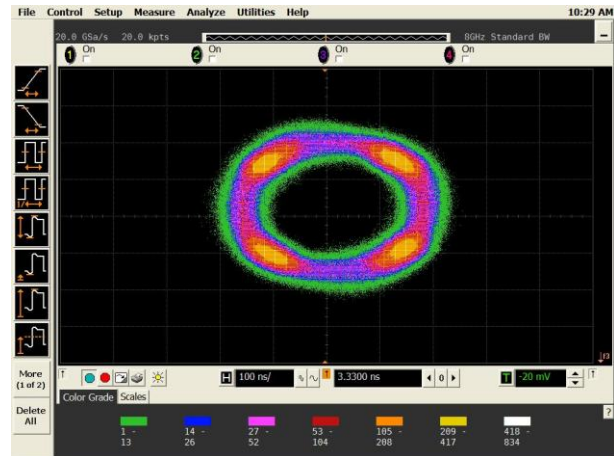 File Control Setup Measure Analyze Utilities Help 10:29 AM
20.0 GSa/s 20.0 kpts 8GHz Standard BW
1 On 2 On 3 On 4 On
More
(1 of 2)
Delete
All
H 100 ns/ 3.3300 ns 0 T -20 mV
Color Grade Scales ?
1 - 14 - 27 - 53 - 105 - 209 - 418 -
13 26 52 104 208 417 834